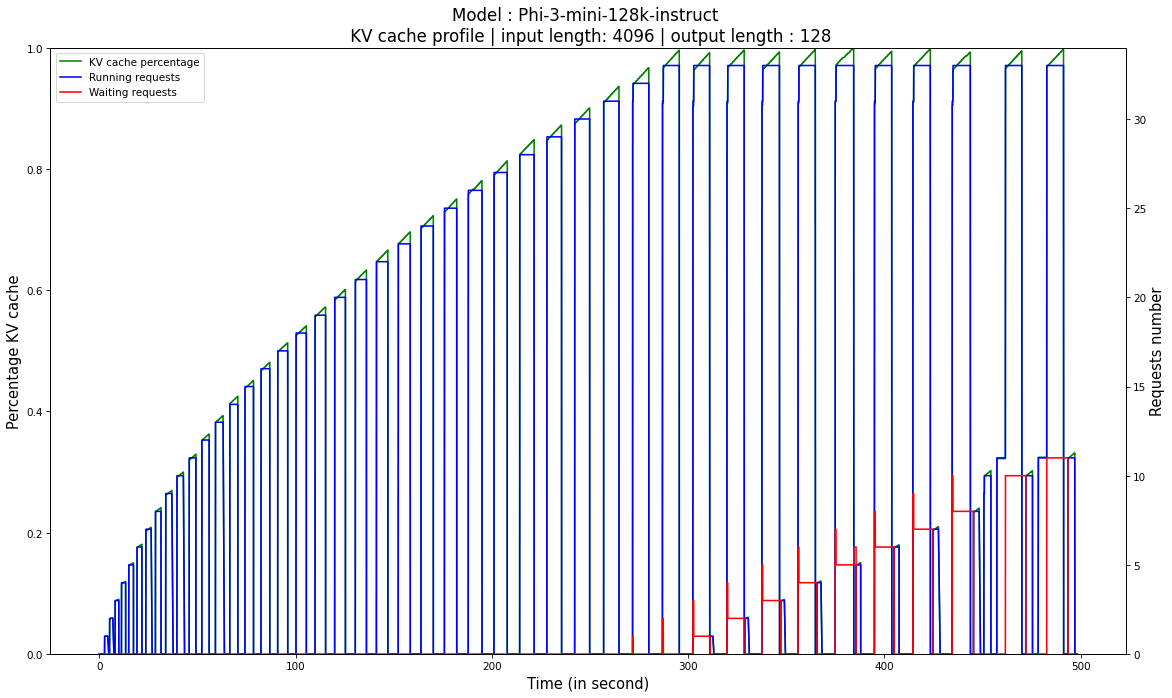 Model : Phi-3-mini-128k-instruct
KV cache profile | input length: 4096 | output length : 128
KV cache percentage
Running requests
Waiting requests
Percentage KV cache
1.0
0.8
0.6
0.4
0.2
0.0
Requests number
30
25
20
15
10
5
0
0 100 200 300 400 500
Time (in second)